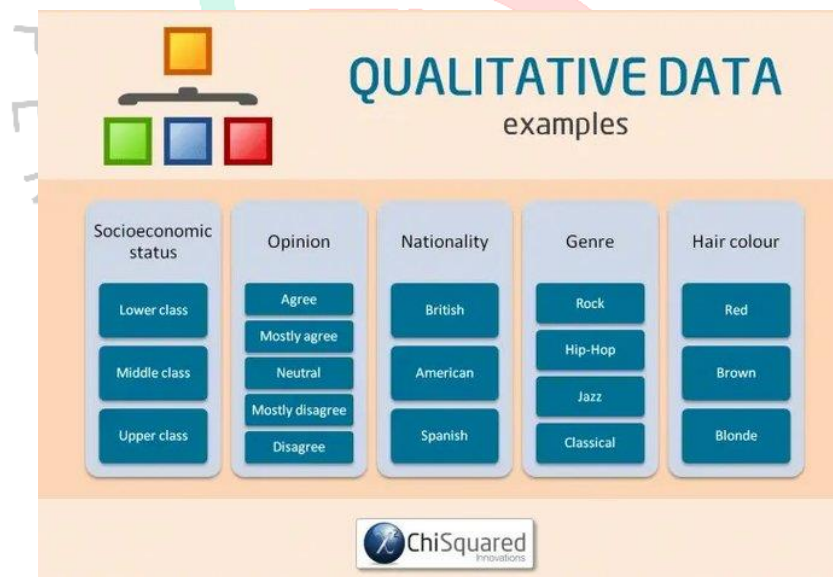 QUALITATIVE DATA
examples
Socioeconomic
status
Lower class
Middle class
Upper class
Opinion
Agree
Mostly agree
Neutral
Mostly disagree
Disagree
Nationality
British
American
Spanish
Genre
Rock
Hip-Hop
Jazz
Classical
Hair colour
Red
Brown
Blonde
ChiSquared
Innovations